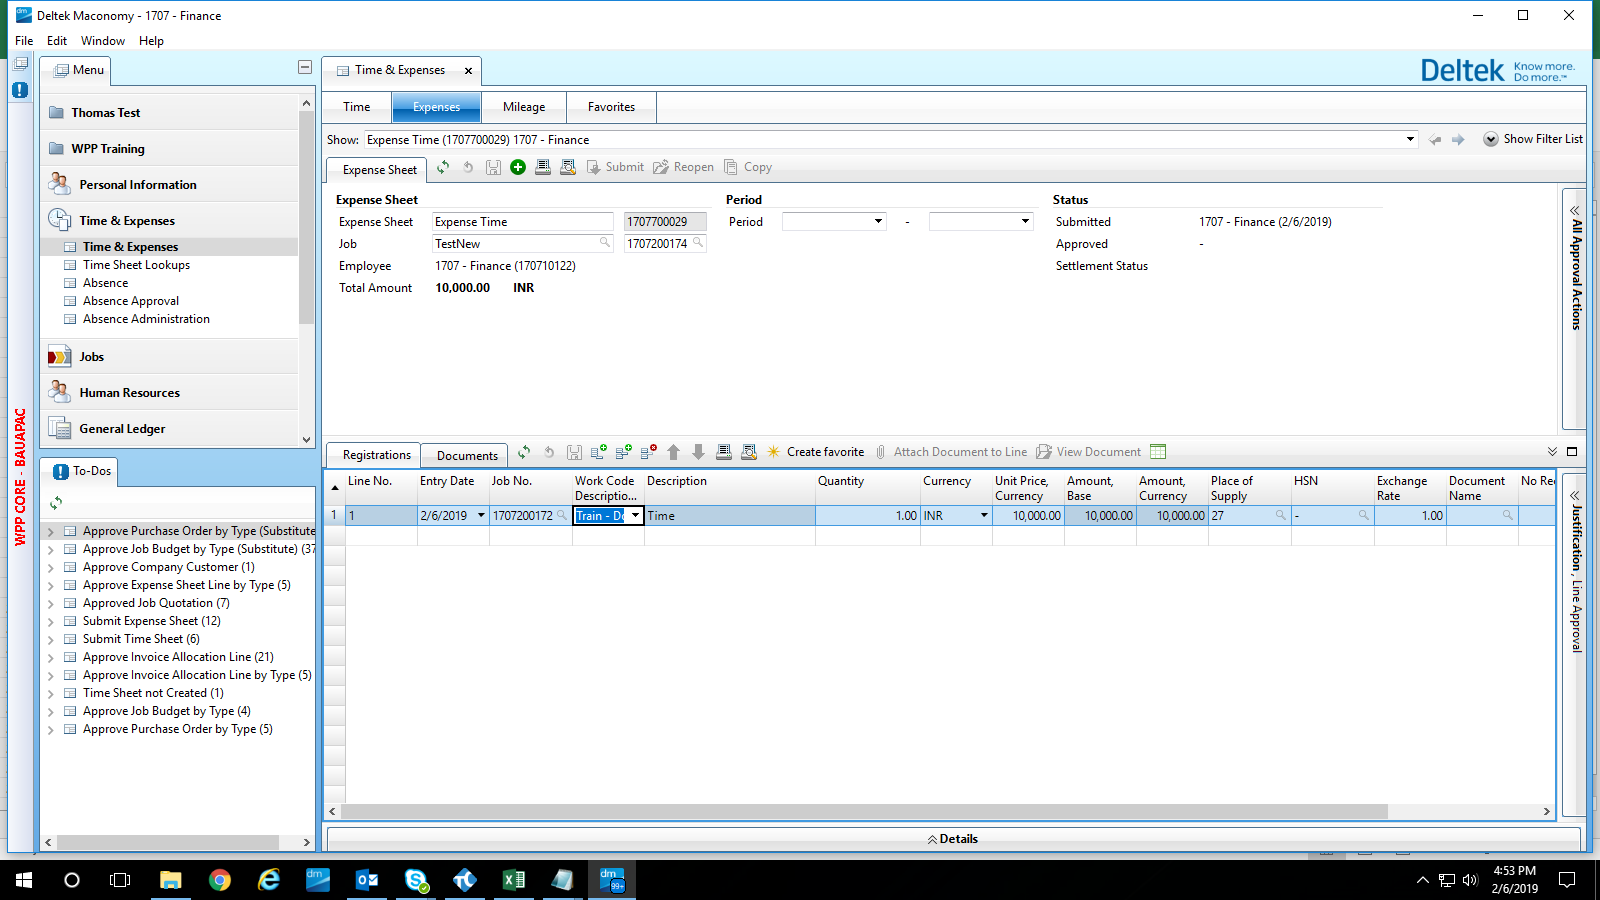 Deltek Maconomy - 1707 - Finance
File Edit Window Help
Menu
Thomas Test
WPP Training
Personal Information
Time & Expenses
Time & Expenses
Time Sheet Lookups
Absence
Absence Approval
Absence Administration
Jobs
Human Resources
General Ledger
WPP CORE - BAUAPAC
To-Dos
Approve Purchase Order by Type (Substitute
Approve Job Budget by Type (Substitute) (37
Approve Company Customer (1)
Approve Expense Sheet Line by Type (5)
Approved Job Quotation (7)
Submit Expense Sheet (12)
Submit Time Sheet (6)
Approve Invoice Allocation Line (21)
Approve Invoice Allocation Line by Type (5)
Time Sheet not Created (1)
Approve Job Budget by Type (4)
Approve Purchase Order by Type (5)
Time & Expenses
Deltek Know more. Do more.™
Time Expenses Mileage Favorites
Show: Expense Time (1707700029) 1707 - Finance Show Filter List
Expense Sheet Submit Reopen Copy
Expense Sheet Period Status
Expense Sheet Expense Time 1707700029 Period - Submitted 1707 - Finance (2/6/2019)
Job TestNew 1707200174 Approved -
Employee 1707 - Finance (170710122) Settlement Status
Total Amount 10,000.00 INR
All Approval Actions
Registrations Documents Create favorite Attach Document to Line View Document
Line No. Entry Date Job No. Work Code Descriptio... Description Quantity Currency Unit Price, Currency Amount, Base Amount, Currency Place of Supply HSN Exchange Rate Document Name No Rec
1 1 2/6/2019 1707200172 Train - Do Time 1.00 INR 10,000.00 10,000.00 10,000.00 27 - 1.00
Justification , Line Approval
Details
4:53 PM
2/6/2019
dm
99+